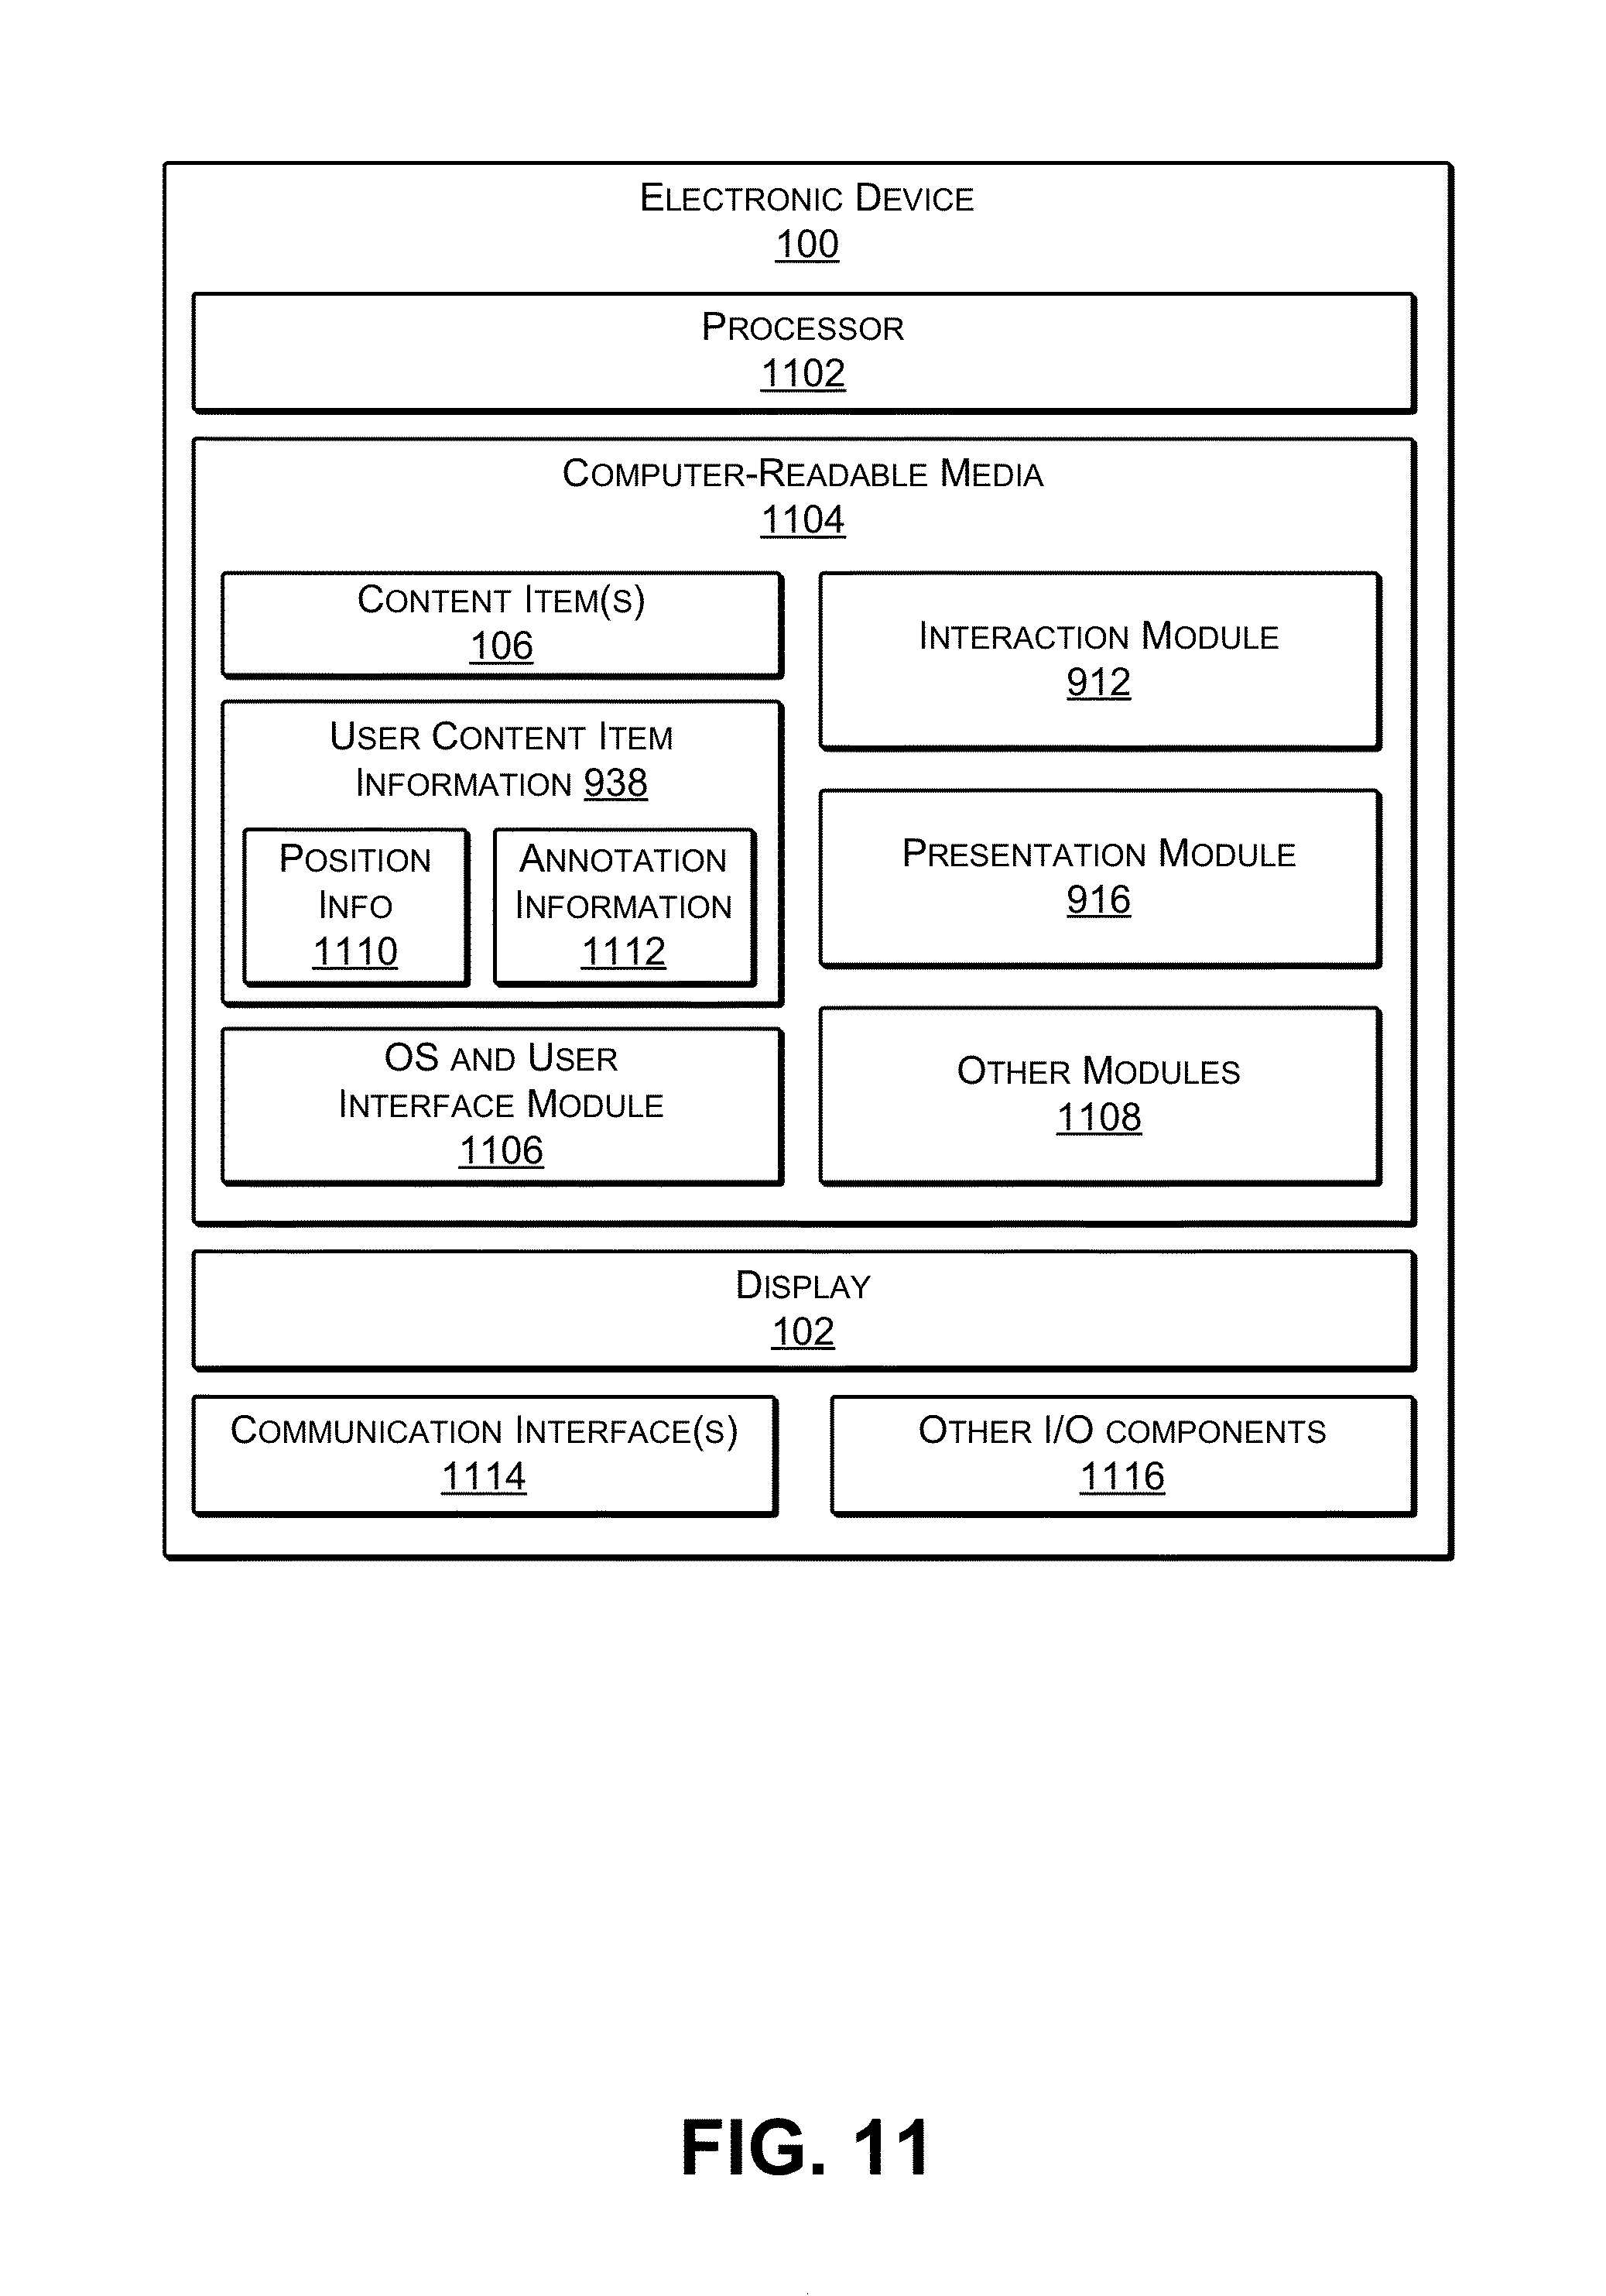 Electronic Device
100
Processor
1102
Computer-Readable Media
1104
Content Item(s)
106
User Content Item
Information 938
Position
Info
1110
Annotation
Information
1112
OS and User
Interface Module
1106
Interaction Module
912
Presentation Module
916
Other Modules
1108
Display
102
Communication Interface(s)
1114
Other I/O components
1116
FIG. 11